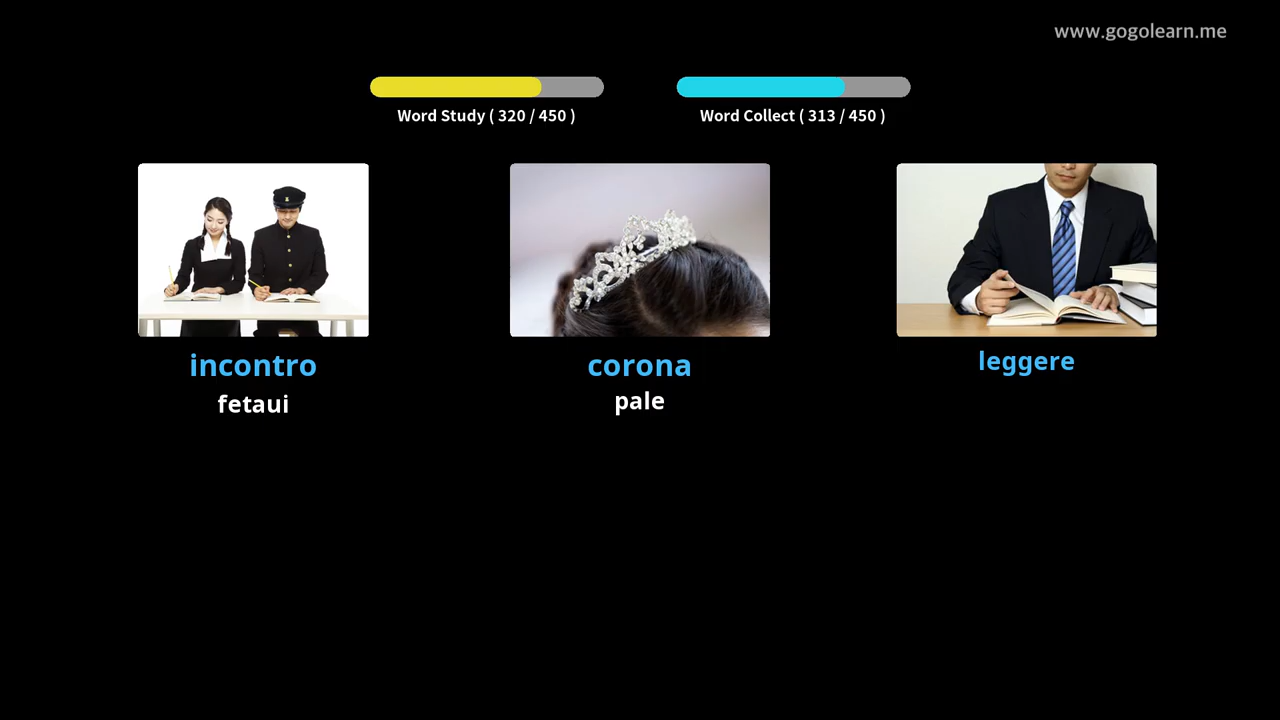 www.gogolearn.me
Word Study ( 320 / 450 )
Word Collect ( 313 / 450 )
incontro
fetaui
corona
pale
leggere